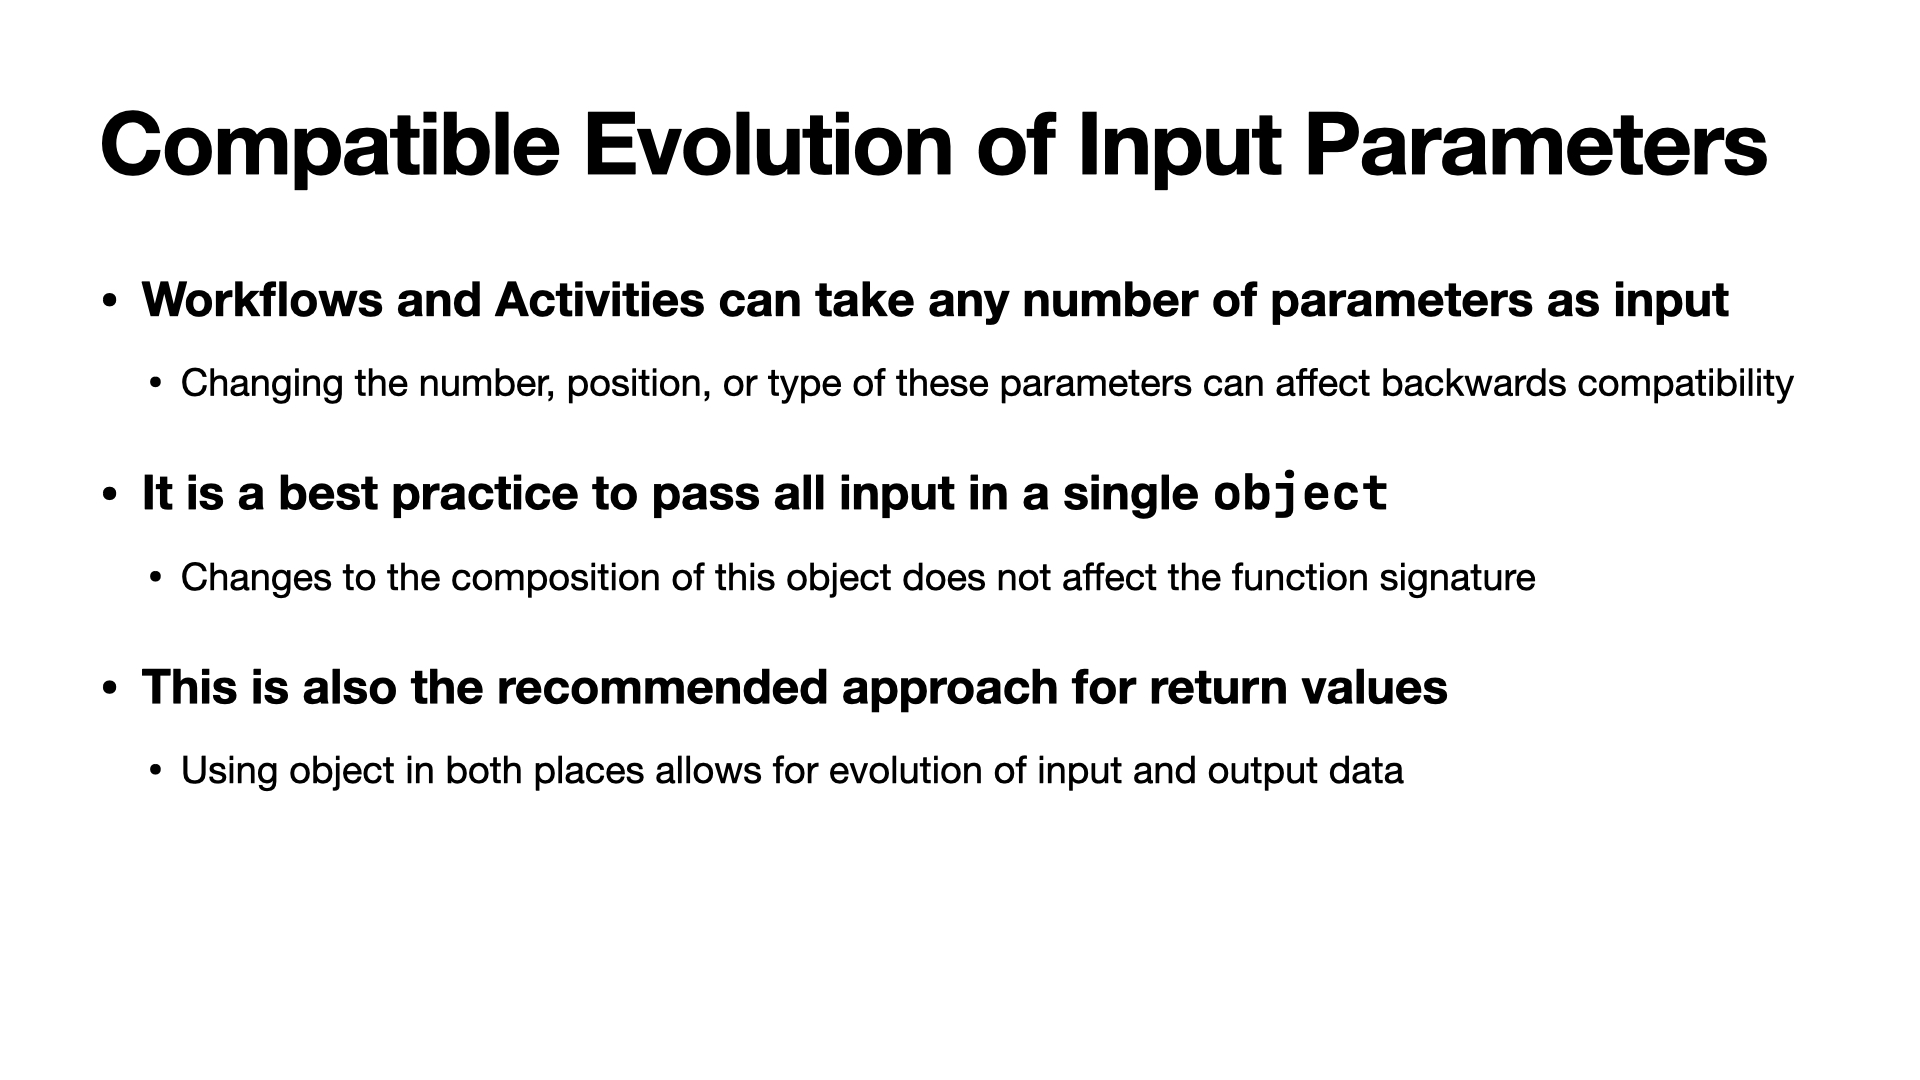 Compatible Evolution of Input Parameters
• Workflows and Activities can take any number of parameters as input
• Changing the number, position, or type of these parameters can affect backwards compatibility
• It is a best practice to pass all input in a single object
• Changes to the composition of this object does not affect the function signature
• This is also the recommended approach for return values
• Using object in both places allows for evolution of input and output data